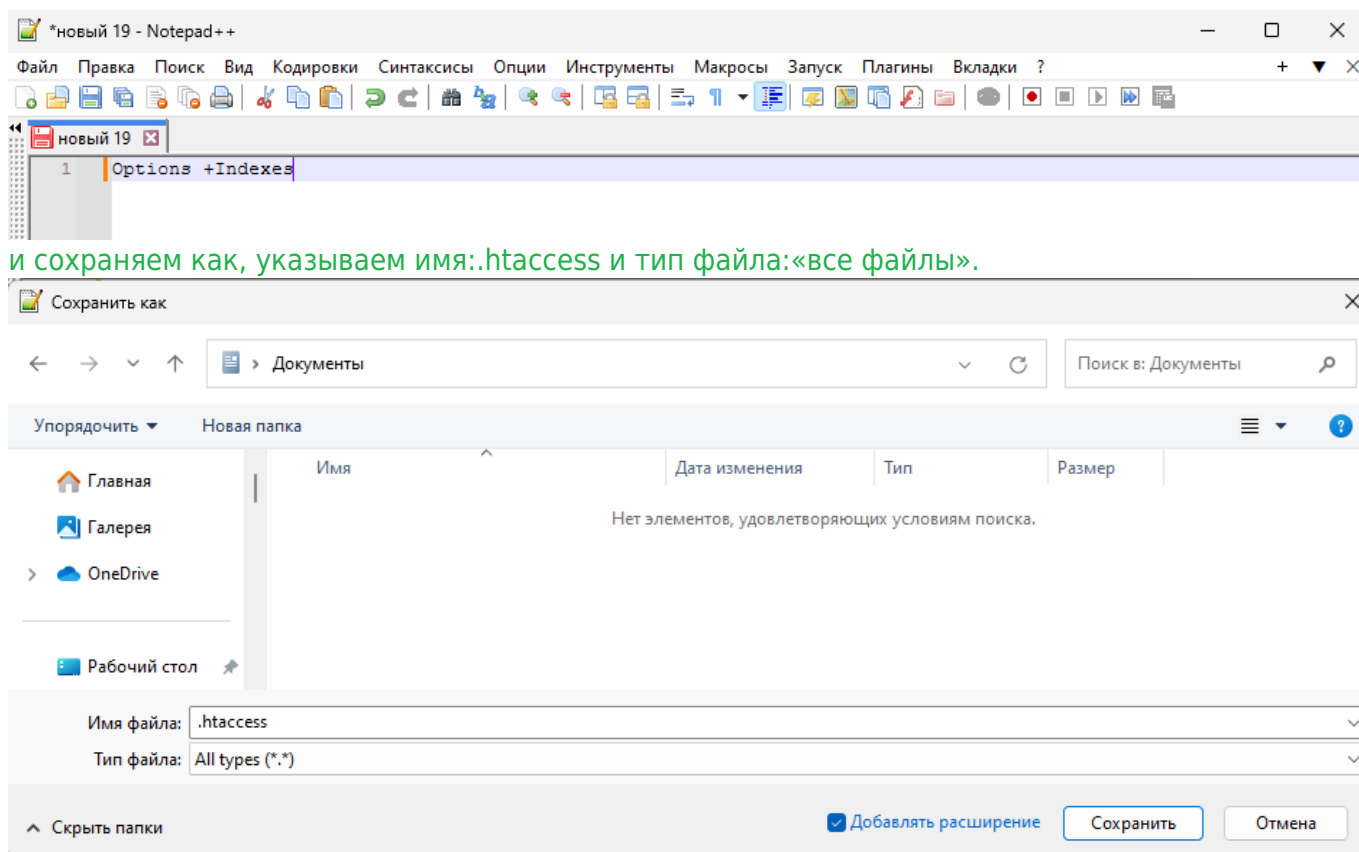 *новый 19 - Notepad++
Файл Правка Поиск Вид Кодировки Синтаксисы Опции Инструменты Макросы Запуск Плагины Вкладки ?
новый 19
1 Options +Indexes
и сохраняем как, указываем имя:.htaccess и тип файла:«все файлы».
Сохранить как
Документы
Поиск в: Документы
Упорядочить Новая папка
Имя Дата изменения Тип Размер
Главная
Нет элементов, удовлетворяющих условиям поиска.
Галерея
OneDrive
Рабочий стол
Имя файла: .htaccess
Тип файла: All types (*.*)
Скрыть папки Добавлять расширение Сохранить Отмена